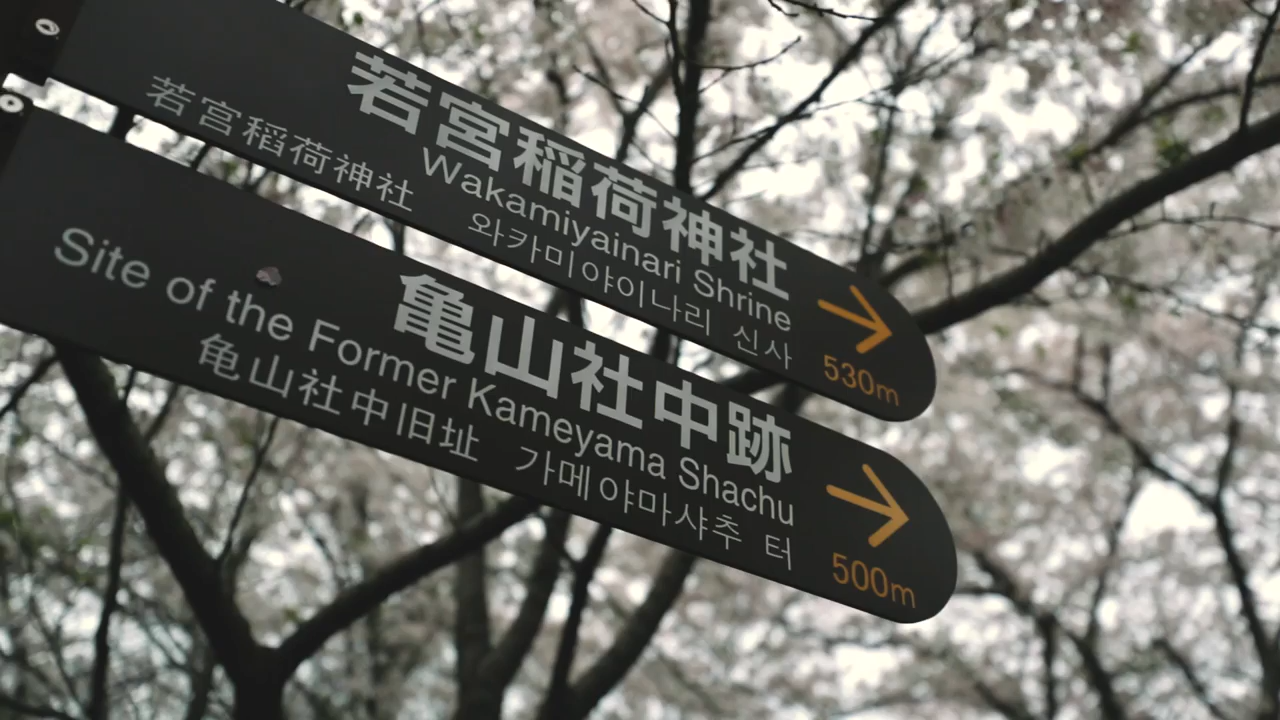 若宮稲荷神社
Wakamiyainari Shrine
若宮稻荷神社 와카미야이나리 신사
530m
亀山社中跡
Site of the Former Kameyama Shachu
亀山社中旧址 가메야마샤추 터
500m